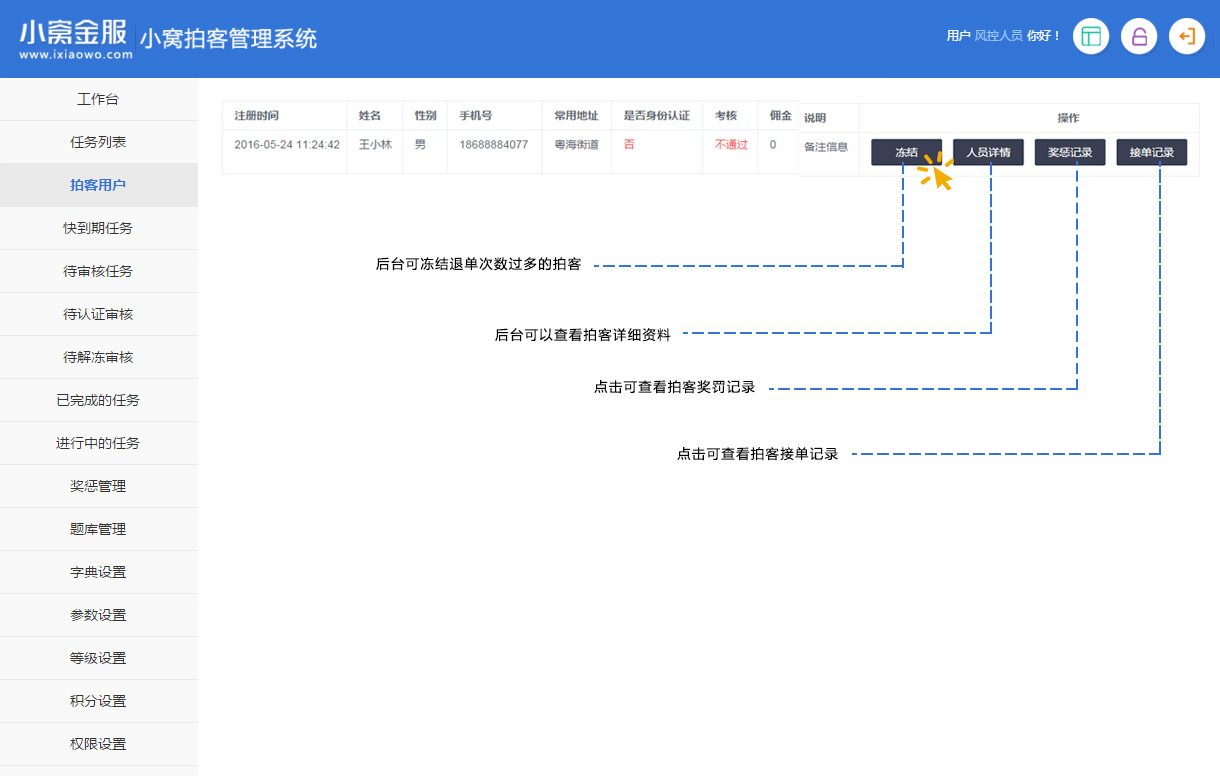 小窝金服
www.ixiaowo.com
小窝拍客管理系统
用户 风控人员 你好！
工作台
任务列表
拍客用户
快到期任务
待审核任务
待认证审核
待解冻审核
已完成的任务
进行中的任务
奖惩管理
题库管理
字典设置
参数设置
等级设置
积分设置
权限设置
注册时间 姓名 性别 手机号 常用地址 是否身份认证 考核 佣金 说明 操作
2016-05-24 11:24:42 王小林 男 18688884077 粤海街道 否 不通过 0 备注信息 冻结 人员详情 奖惩记录 接单记录
后台可冻结退单次数过多的拍客
后台可以查看拍客详细资料
点击可查看拍客奖罚记录
点击可查看拍客接单记录